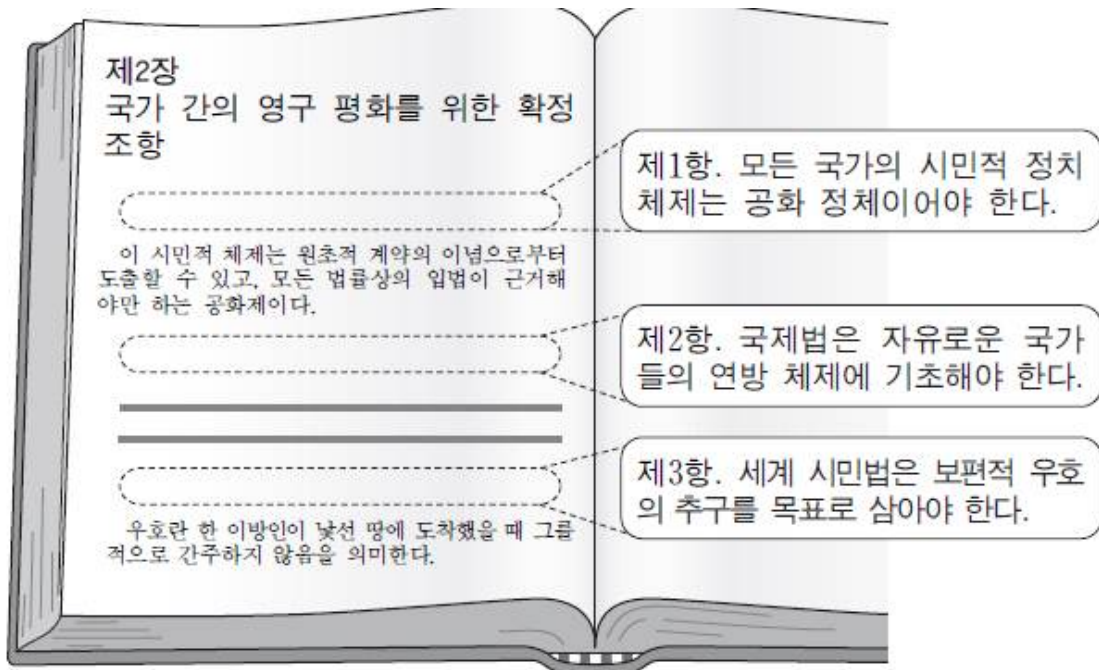 제2장
국가 간의 영구 평화를 위한 확정
조항
제1항. 모든 국가의 시민적 정치
체제는 공화 정체이어야 한다.
이 시민적 체제는 원초적 계약의 이념으로부터
도출할 수 있고, 모든 법률상의 입법이 근거해
야만 하는 공화제이다.
제2항. 국제법은 자유로운 국가
들의 연방 체제에 기초해야 한다.
제3항. 세계 시민법은 보편적 우호
의 추구를 목표로 삼아야 한다.
우호란 한 이방인이 낯선 땅에 도착했을 때 그를
적으로 간주하지 않음을 의미한다.